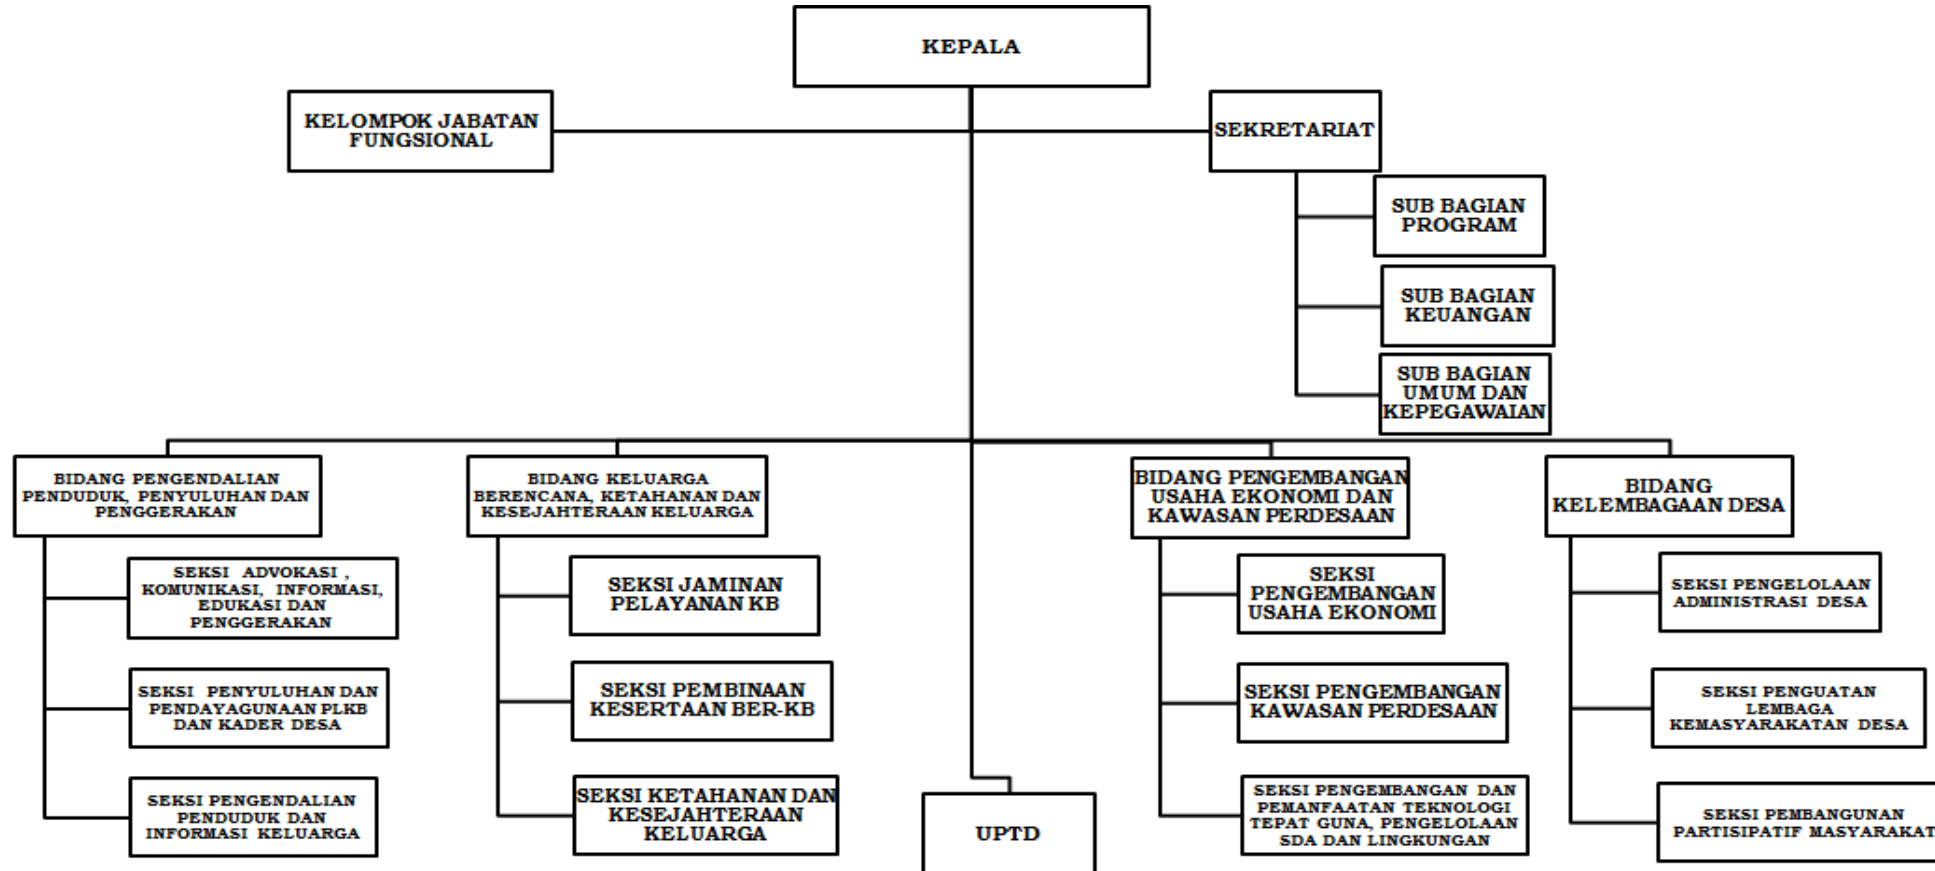 KEPALA
KELOMPOK JABATAN
FUNGSIONAL
SEKRETARIAT
SUB BAGIAN
PROGRAM
SUB BAGIAN
KEUANGAN
SUB BAGIAN
UMUM DAN
KEPEGAWAIAN
BIDANG PENGENDALIAN
PENDUDUK, PENYULUHAN DAN
PENGGERAKAN
SEKSI ADVOKASI ,
KOMUNIKASI, INFORMASI,
EDUKASI DAN
PENGGERAKAN
SEKSI PENYULUHAN DAN
PENDAYAGUNAAN PLKB
DAN KADER DESA
SEKSI PENGENDALIAN
PENDUDUK DAN
INFORMASI KELUARGA
BIDANG KELUARGA
BERENCANA, KETAHANAN DAN
KESEJAHTERAAN KELUARGA
SEKSI JAMINAN
PELAYANAN KB
SEKSI PEMBINAAN
KESERTAAN BER-KB
SEKSI KETAHANAN DAN
KESEJAHTERAAN
KELUARGA
UPTD
BIDANG PENGEMBANGAN
USAHA EKONOMI DAN
KAWASAN PERDESAAN
SEKSI
PENGEMBANGAN
USAHA EKONOMI
SEKSI PENGEMBANGAN
KAWASAN PERDESAAN
SEKSI PENGEMBANGAN DAN
PEMANFAATAN TEKNOLOGI
TEPAT GUNA, PENGELOLAAN
SDA DAN LINGKUNGAN
BIDANG
KELEMBAGAAN DESA
SEKSI PENGELOLAAN
ADMINISTRASI DESA
SEKSI PENGUATAN
LEMBAGA
KEMASYARAKATAN DESA
SEKSI PEMBANGUNAN
PARTISIPATIF MASYARAKAT